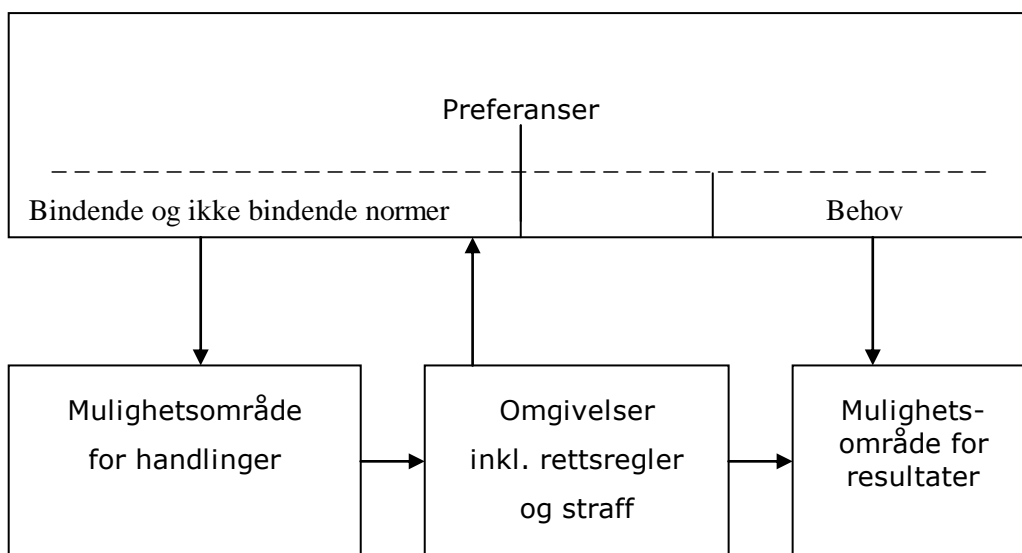 Preferanser
Bindende og ikke bindende normer
Behov
Mulighetsområde
for handlinger
Omgivelser
inkl. rettsregler
og straff
Mulighets-
område for
resultater